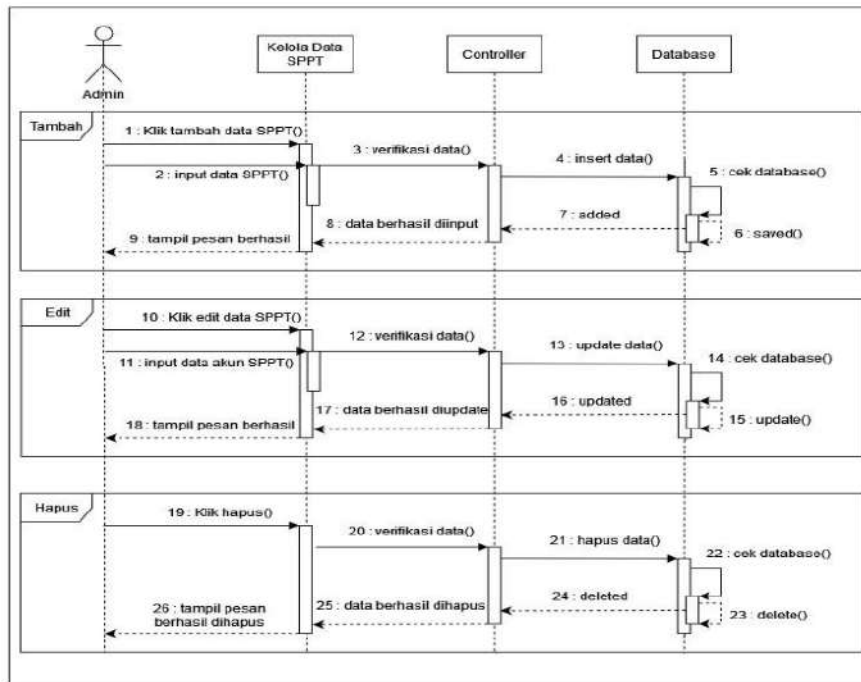 Kelola Data
SPPT
Controller
Database
Admin
Tambah
1 : Klik tambah data SPPT()
2 : input data SPPT()
3 : verifikasi data()
4 : insert data()
5 : cek database()
6 : saved()
7 : added
8 : data berhasil diinput
9 : tampil pesan berhasil
Edit
10 : Klik edit data SPPT()
11 : input data akun SPPT()
12 : verifikasi data()
13 : update data()
14 : cek database()
15 : update()
16 : updated
17 : data berhasil diupdate
18 : tampil pesan berhasil
Hapus
19 : Klik hapus()
20 : verifikasi data()
21 : hapus data()
22 : cek database()
23 : delete()
24 : deleted
25 : data berhasil dihapus
26 : tampil pesan
berhasil dihapus